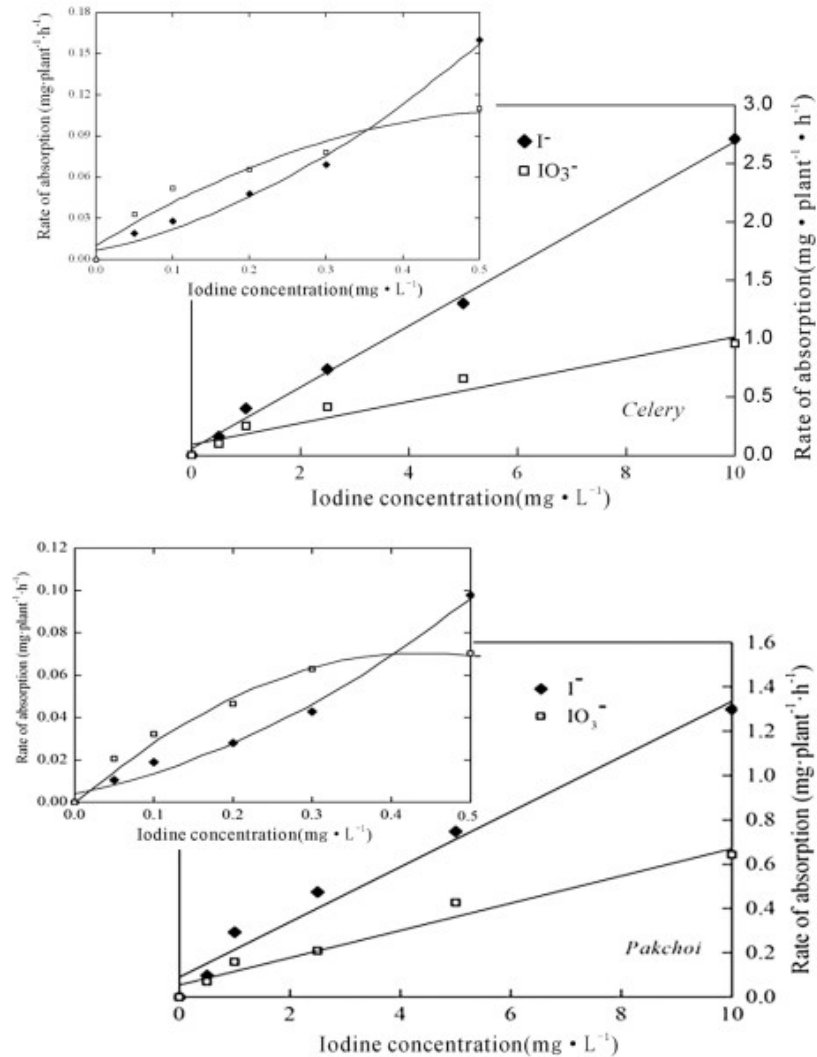 0.18
0.15
0.12
0.09
0.06
0.03
0.00
Rate of absorption (mg·plant⁻¹·h⁻¹)
0.0 0.1 0.2 0.3 0.4 0.5
Iodine concentration(mg • L⁻¹)
I⁻
IO₃⁻
3.0
2.5
2.0
1.5
1.0
0.5
0.0
Rate of absorption(mg • plant⁻¹ • h⁻¹)
Celery
0 2 4 6 8 10
Iodine concentration(mg • L⁻¹)
0.12
0.10
0.08
0.06
0.04
0.02
0.00
Rate of absorption (mg·plant⁻¹·h⁻¹)
0.0 0.1 0.2 0.3 0.4 0.5
Iodine concentration(mg • L⁻¹)
I⁻
IO₃⁻
1.6
1.4
1.2
1.0
0.8
0.6
0.4
0.2
0.0
Rate of absorption (mg·plant⁻¹·h⁻¹)
Pakchoi
0 2 4 6 8 10
Iodine concentration(mg • L⁻¹)